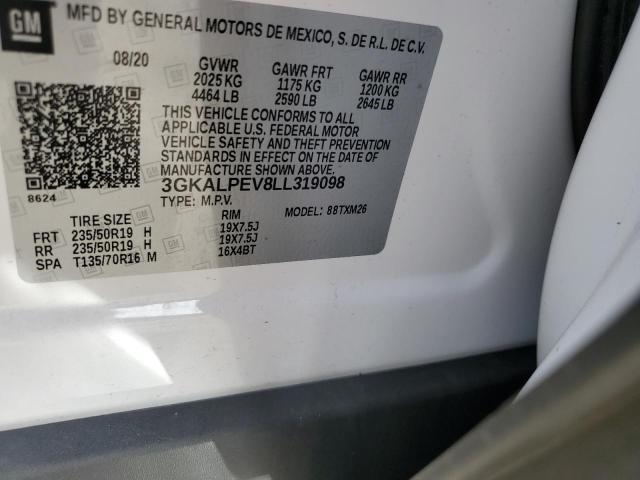 GM
MFD BY GENERAL MOTORS DE MEXICO, S. DE R.L. DE C.V.
08/20 GVWR GAWR FRT GAWR RR
2025 KG 1175 KG 1200 KG
4464 LB 2590 LB 2645 LB
THIS VEHICLE CONFORMS TO ALL
APPLICABLE U.S. FEDERAL MOTOR
VEHICLE SAFETY AND THEFT PREVENTION
STANDARDS IN EFFECT ON THE DATE
OF MANUFACTURE SHOWN ABOVE.
3GKALPEV8LL319098
8624 TYPE: M.P.V. MODEL: 88TXM26
TIRE SIZE RIM
FRT 235/50R19 H 19X7.5J
RR 235/50R19 H 19X7.5J
SPA T135/70R16 M 16X4BT